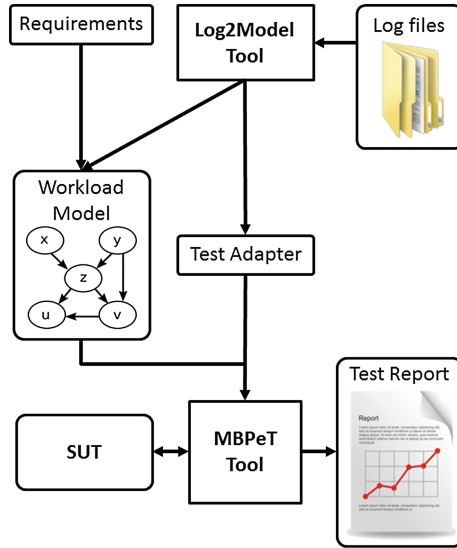 Requirements
Log2Model
Tool
Log files
Workload
Model
x
y
z
u
v
Test Adapter
Test Report
Report
SUT
MBPeT
Tool